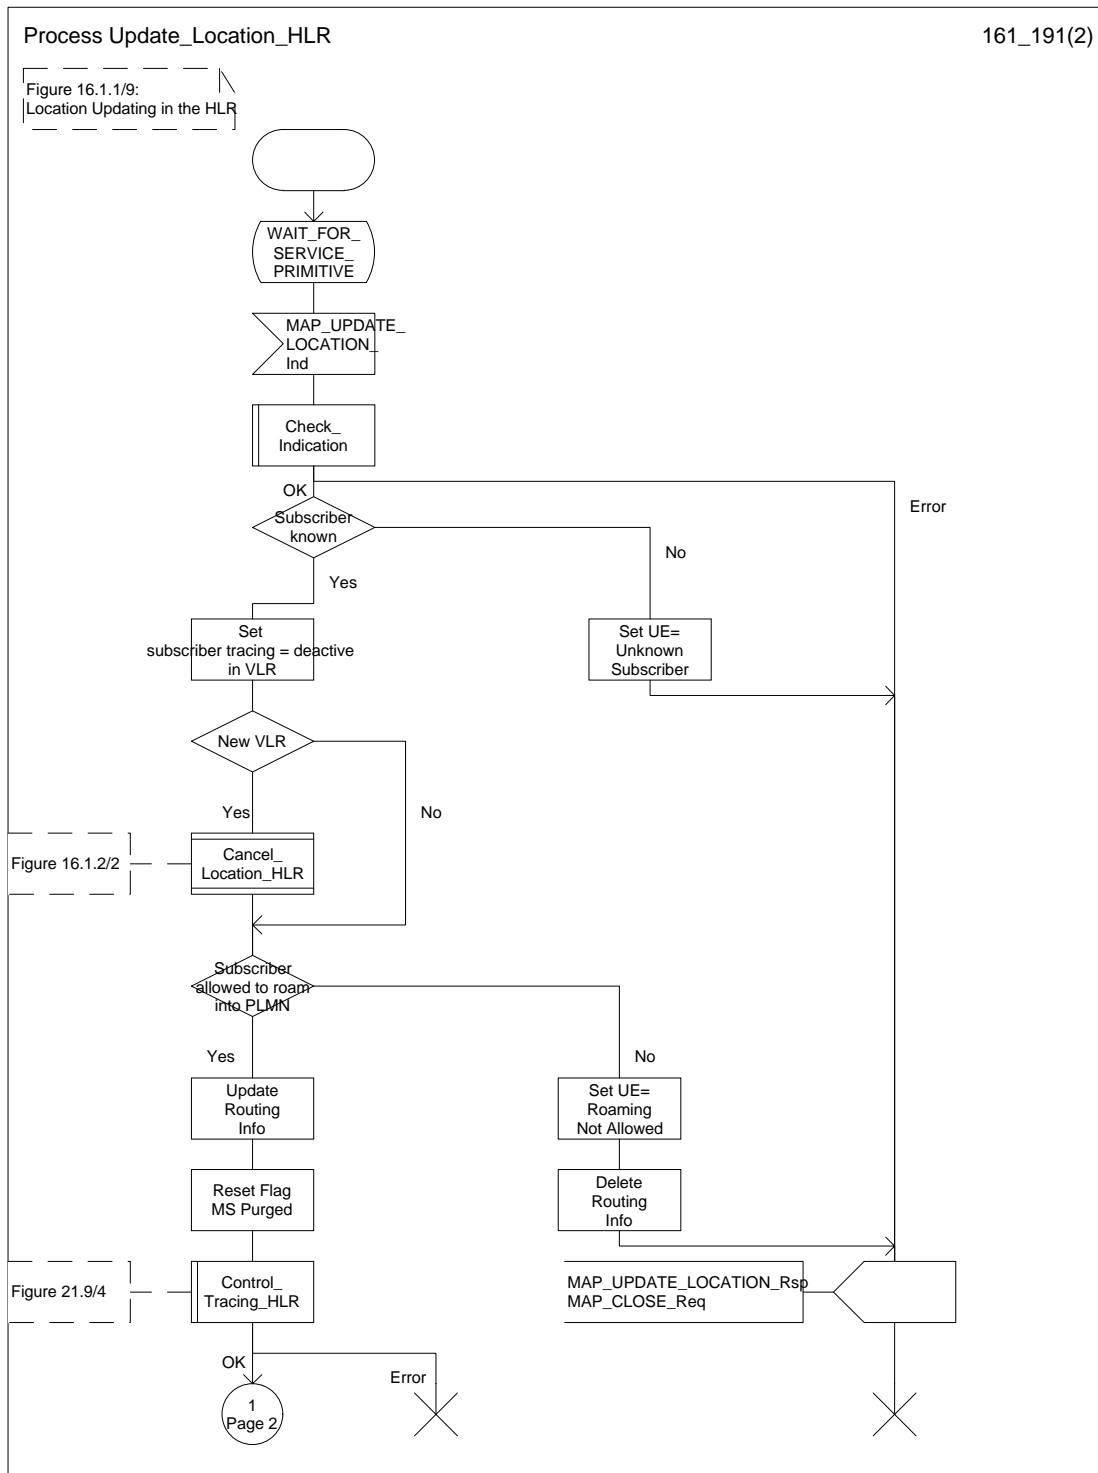 Process Update_Location_HLR
161_191(2)
Figure 16.1.1/9:
Location Updating in the HLR
WAIT_FOR_
SERVICE_
PRIMITIVE
MAP_UPDATE_
LOCATION_
Ind
Check_
Indication
OK
Error
Subscriber
known
No
Yes
Set
subscriber tracing = deactive
in VLR
Set UE=
Unknown
Subscriber
New VLR
Yes
No
Figure 16.1.2/2
Cancel_
Location_HLR
Subscriber
allowed to roam
into PLMN
Yes
No
Update
Routing
Info
Set UE=
Roaming
Not Allowed
Reset Flag
MS Purged
Delete
Routing
Info
Figure 21.9/4
Control_
Tracing_HLR
MAP_UPDATE_LOCATION_Rsp
MAP_CLOSE_Req
OK
Error
1
Page 2